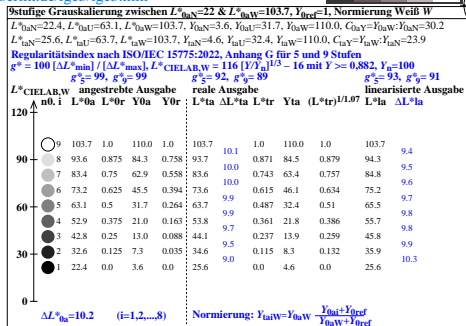 9stufige Grauskalierung zwischen L*0aN=22 & L*0aW=103.7, Y0ref=1, Normierung Weiß W
L*0aN=22.4, L*0aU=63.1, L*0aW=103.7, Y0aN=3.6, Y0aU=31.7, Y0aW=110.0, C0aY=Y0aW:Y0aN=30.2
L*taN=25.6, L*taU=63.7, L*taW=103.7, YtaN=4.6, YtaU=32.4, YtaW=110.0, CtaY=YtaW:YtaN=23.9
Regularitätsindex nach ISO/IEC 15775:2022, Anhang G für 5 und 9 Stufen
g* = 100 [ΔL*min] / [ΔL*max], L*CIELAB,W = 116 [Y/Yn]1/3 – 16 mit Y >= 0,882, Yn=100
g*5= 99, g*9= 99 g*5= 92, g*9= 89 g*5= 93, g*9= 91
L*CIELAB,W angestrebte Ausgabe reale Ausgabe linearisierte Ausgabe
n0. i L*0a L*0r Y0a Y0r L*ta ΔL*ta L*tr Yta (L*tr)1/1.07 L*la ΔL*la
120
9 103.7 1.0 110.0 1.0 103.7 1.0 110.0 1.0 103.7
10.1 9.4
8 93.6 0.875 84.3 0.758 93.7 0.871 84.5 0.879 94.3
10.0 9.5
7 83.4 0.75 62.9 0.558 83.6 0.743 63.4 0.757 84.8
90
10.0 9.6
6 73.2 0.625 45.5 0.394 73.7 0.615 46.1 0.634 75.2
9.9 9.7
5 63.1 0.5 31.7 0.264 63.7 0.487 32.4 0.51 65.5
60
9.9 9.8
4 52.9 0.375 21.0 0.163 53.8 0.361 21.8 0.386 55.7
9.7 9.9
3 42.8 0.25 13.0 0.088 44.1 0.237 13.9 0.259 45.8
9.5 9.9
2 32.6 0.125 7.3 0.035 34.6 0.115 8.3 0.132 35.9
30
9.0 10.3
1 22.4 0.0 3.6 0.0 25.6 0.0 4.6 0.0 25.6
0
ΔL*0a=10.2 (i=1,2,...,8) Normierung: YtaiW=Y0aW Y0ai+Y0ref
Y0aW+Y0ref